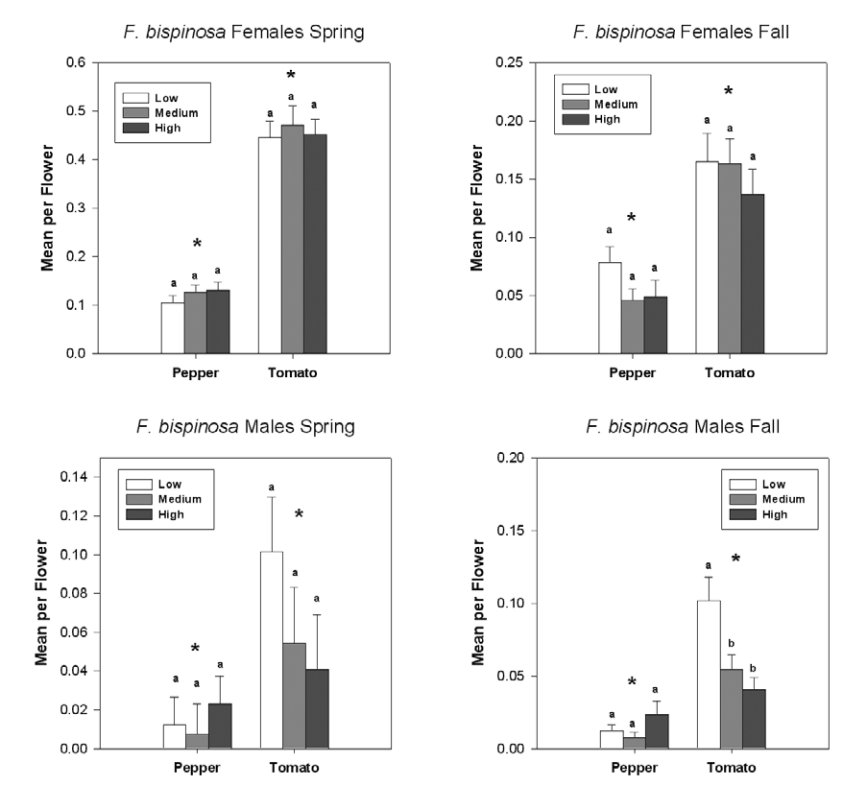 F. bispinosa Females Spring
Mean per Flower
0.6
0.5
0.4
0.3
0.2
0.1
0.0
Low
Medium
High
*
a a a
*
a a a
Pepper Tomato
F. bispinosa Females Fall
Mean per Flower
0.25
0.20
0.15
0.10
0.05
0.00
Low
Medium
High
*
a a a
*
a a a
Pepper Tomato
F. bispinosa Males Spring
Mean per Flower
0.14
0.12
0.10
0.08
0.06
0.04
0.02
0.00
Low
Medium
High
*
a a a
*
a a a
Pepper Tomato
F. bispinosa Males Fall
Mean per Flower
0.20
0.15
0.10
0.05
0.00
Low
Medium
High
*
a a a
*
a b b
Pepper Tomato